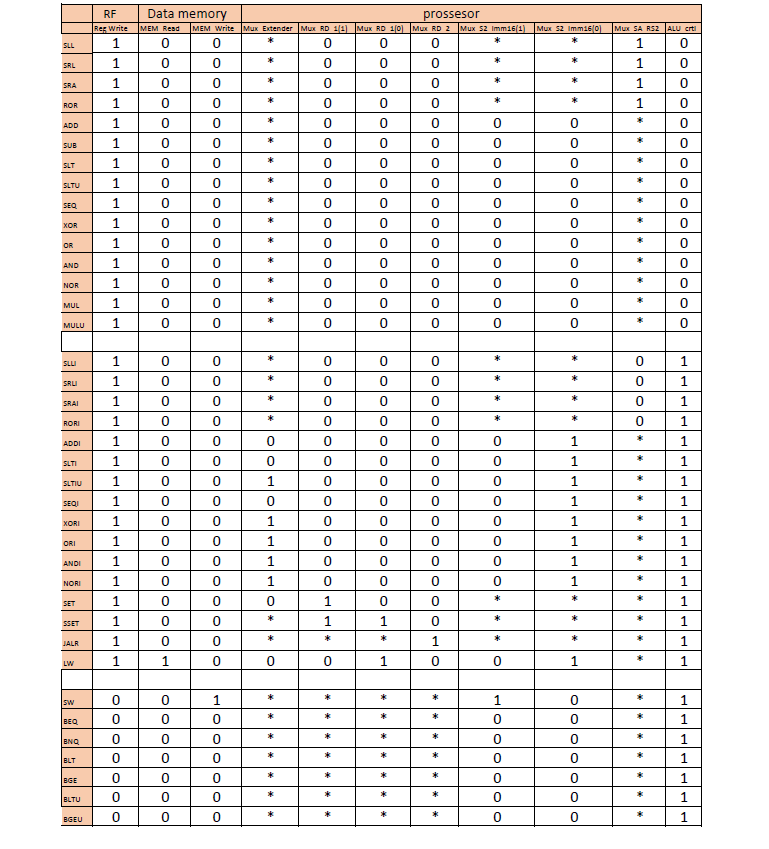 RF Data memory prossesor
Reg Write MEM Read MEM Write Mux Extender Mux RD 1(1) Mux RD 1(0) Mux RD 2 Mux S2 Imm16(1) Mux S2 Imm16(0) Mux SA RS2 ALU crtl
SLL 1 0 0 * 0 0 0 * * 1 0
SRL 1 0 0 * 0 0 0 * * 1 0
SRA 1 0 0 * 0 0 0 * * 1 0
ROR 1 0 0 * 0 0 0 * * 1 0
ADD 1 0 0 * 0 0 0 0 0 * 0
SUB 1 0 0 * 0 0 0 0 0 * 0
SLT 1 0 0 * 0 0 0 0 0 * 0
SLTU 1 0 0 * 0 0 0 0 0 * 0
SEQ 1 0 0 * 0 0 0 0 0 * 0
XOR 1 0 0 * 0 0 0 0 0 * 0
OR 1 0 0 * 0 0 0 0 0 * 0
AND 1 0 0 * 0 0 0 0 0 * 0
NOR 1 0 0 * 0 0 0 0 0 * 0
MUL 1 0 0 * 0 0 0 0 0 * 0
MULU 1 0 0 * 0 0 0 0 0 * 0
SLLI 1 0 0 * 0 0 0 * * 0 1
SRLI 1 0 0 * 0 0 0 * * 0 1
SRAI 1 0 0 * 0 0 0 * * 0 1
RORI 1 0 0 * 0 0 0 * * 0 1
ADDI 1 0 0 0 0 0 0 0 1 * 1
SLTI 1 0 0 0 0 0 0 0 1 * 1
SLTIU 1 0 0 1 0 0 0 0 1 * 1
SEQI 1 0 0 0 0 0 0 0 1 * 1
XORI 1 0 0 1 0 0 0 0 1 * 1
ORI 1 0 0 1 0 0 0 0 1 * 1
ANDI 1 0 0 1 0 0 0 0 1 * 1
NORI 1 0 0 1 0 0 0 0 1 * 1
SET 1 0 0 0 1 0 0 * * * 1
SSET 1 0 0 * 1 1 0 * * * 1
JALR 1 0 0 * * * 1 * * * 1
LW 1 1 0 0 0 1 0 0 1 * 1
SW 0 0 1 * * * * 1 0 * 1
BEQ 0 0 0 * * * * 0 0 * 1
BNQ 0 0 0 * * * * 0 0 * 1
BLT 0 0 0 * * * * 0 0 * 1
BGE 0 0 0 * * * * 0 0 * 1
BLTU 0 0 0 * * * * 0 0 * 1
BGEU 0 0 0 * * * * 0 0 * 1